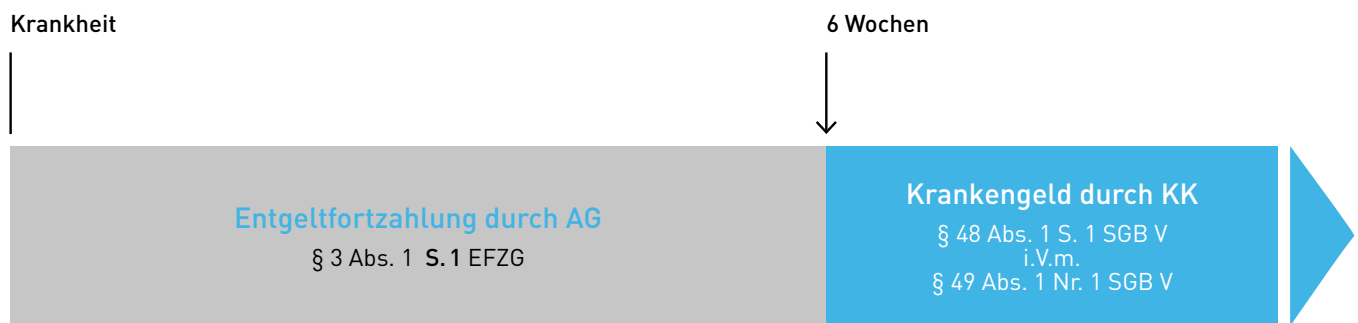 Krankheit
6 Wochen
Entgeltfortzahlung durch AG
§ 3 Abs. 1 S. 1 EFZG
Krankengeld durch KK
§ 48 Abs. 1 S. 1 SGB V
i.V.m.
§ 49 Abs. 1 Nr. 1 SGB V